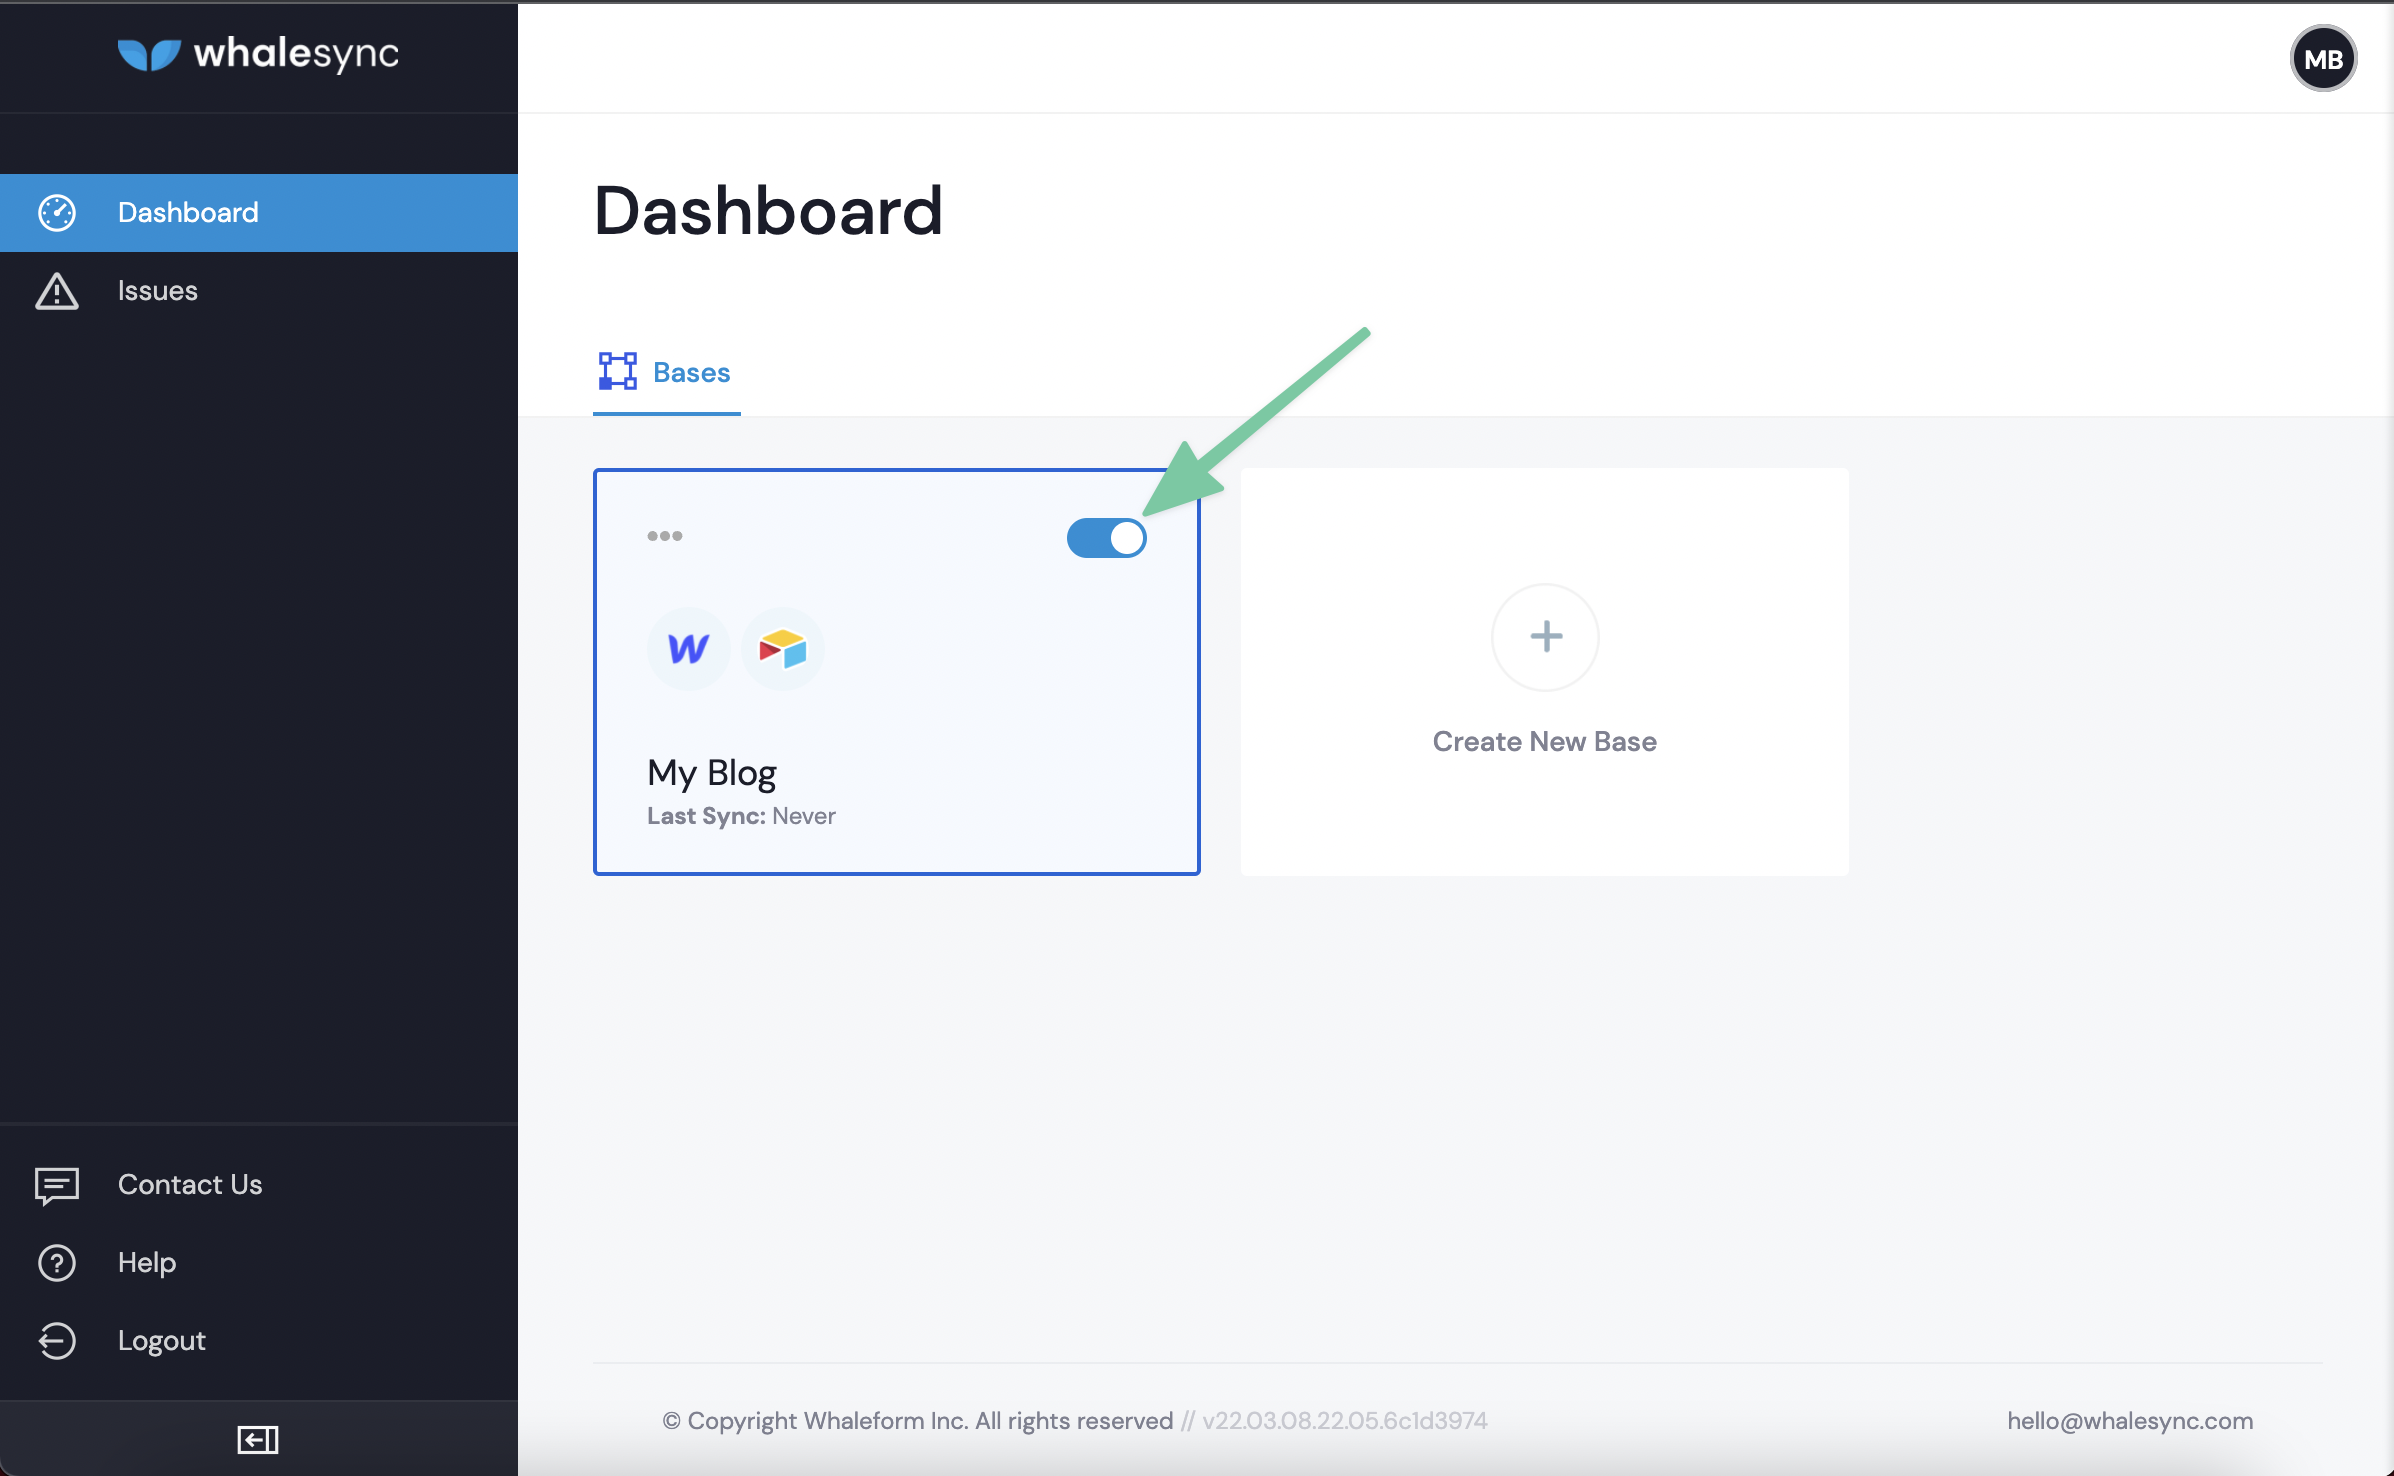 whalesync
MB
Dashboard
Issues
Dashboard
Bases
My Blog
Last Sync: Never
Create New Base
Contact Us
Help
Logout
© Copyright Whaleform Inc. All rights reserved // v22.03.08.22.05.6c1d3974
hello@whalesync.com